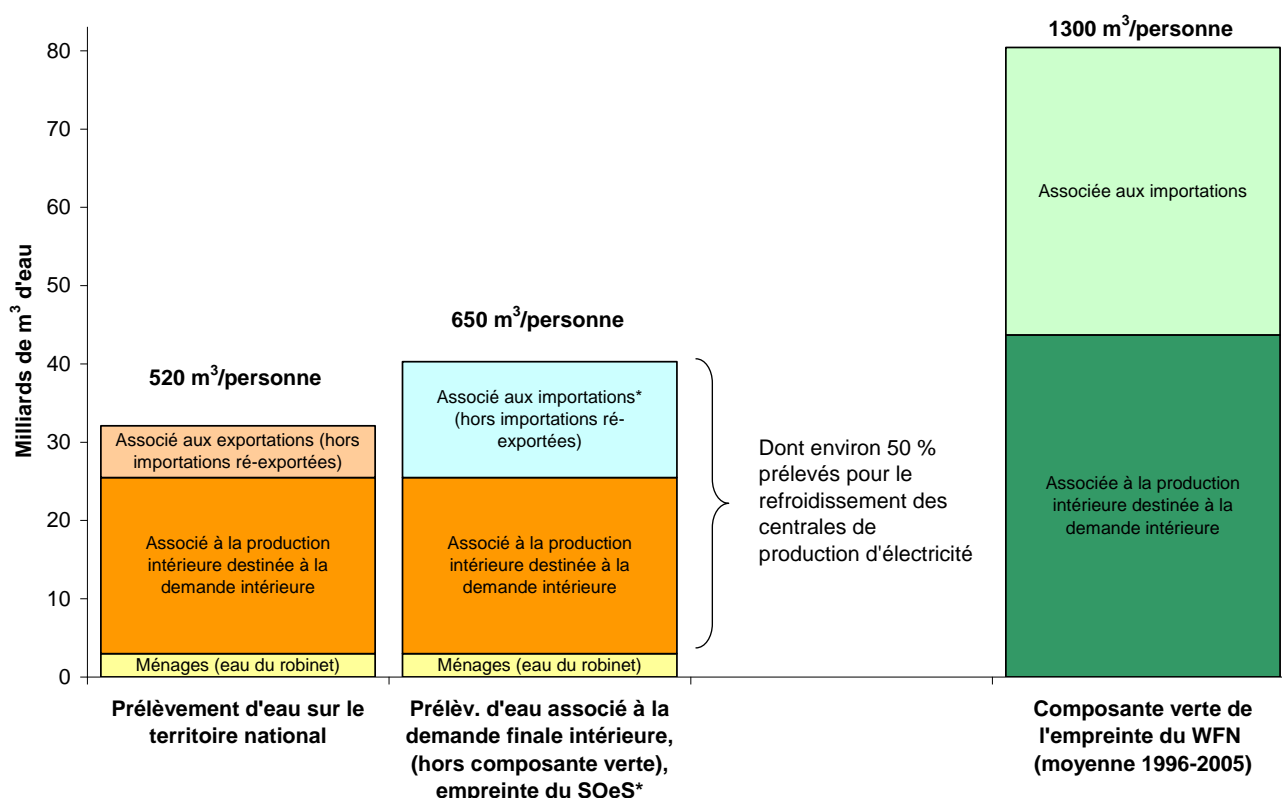 1300 m³/personne
80
70
60
50
40
30
20
10
0
Milliards de m³ d'eau
520 m³/personne
Associé aux exportations (hors
importations ré-exportées)
Associé à la production
intérieure destinée à la
demande intérieure
Ménages (eau du robinet)
650 m³/personne
Associé aux importations*
(hors importations ré-
exportées)
Associé à la production
intérieure destinée à la
demande intérieure
Ménages (eau du robinet)
Dont environ 50 %
prélevés pour le
refroidissement des
centrales de
production d'électricité
Associée aux importations
Associée à la production
intérieure destinée à la
demande intérieure
Prélèvement d'eau sur le
territoire national
Prélèv. d'eau associé à la
demande finale intérieure,
(hors composante verte),
empreinte du SOeS*
Composante verte de
l'empreinte du WFN
(moyenne 1996-2005)